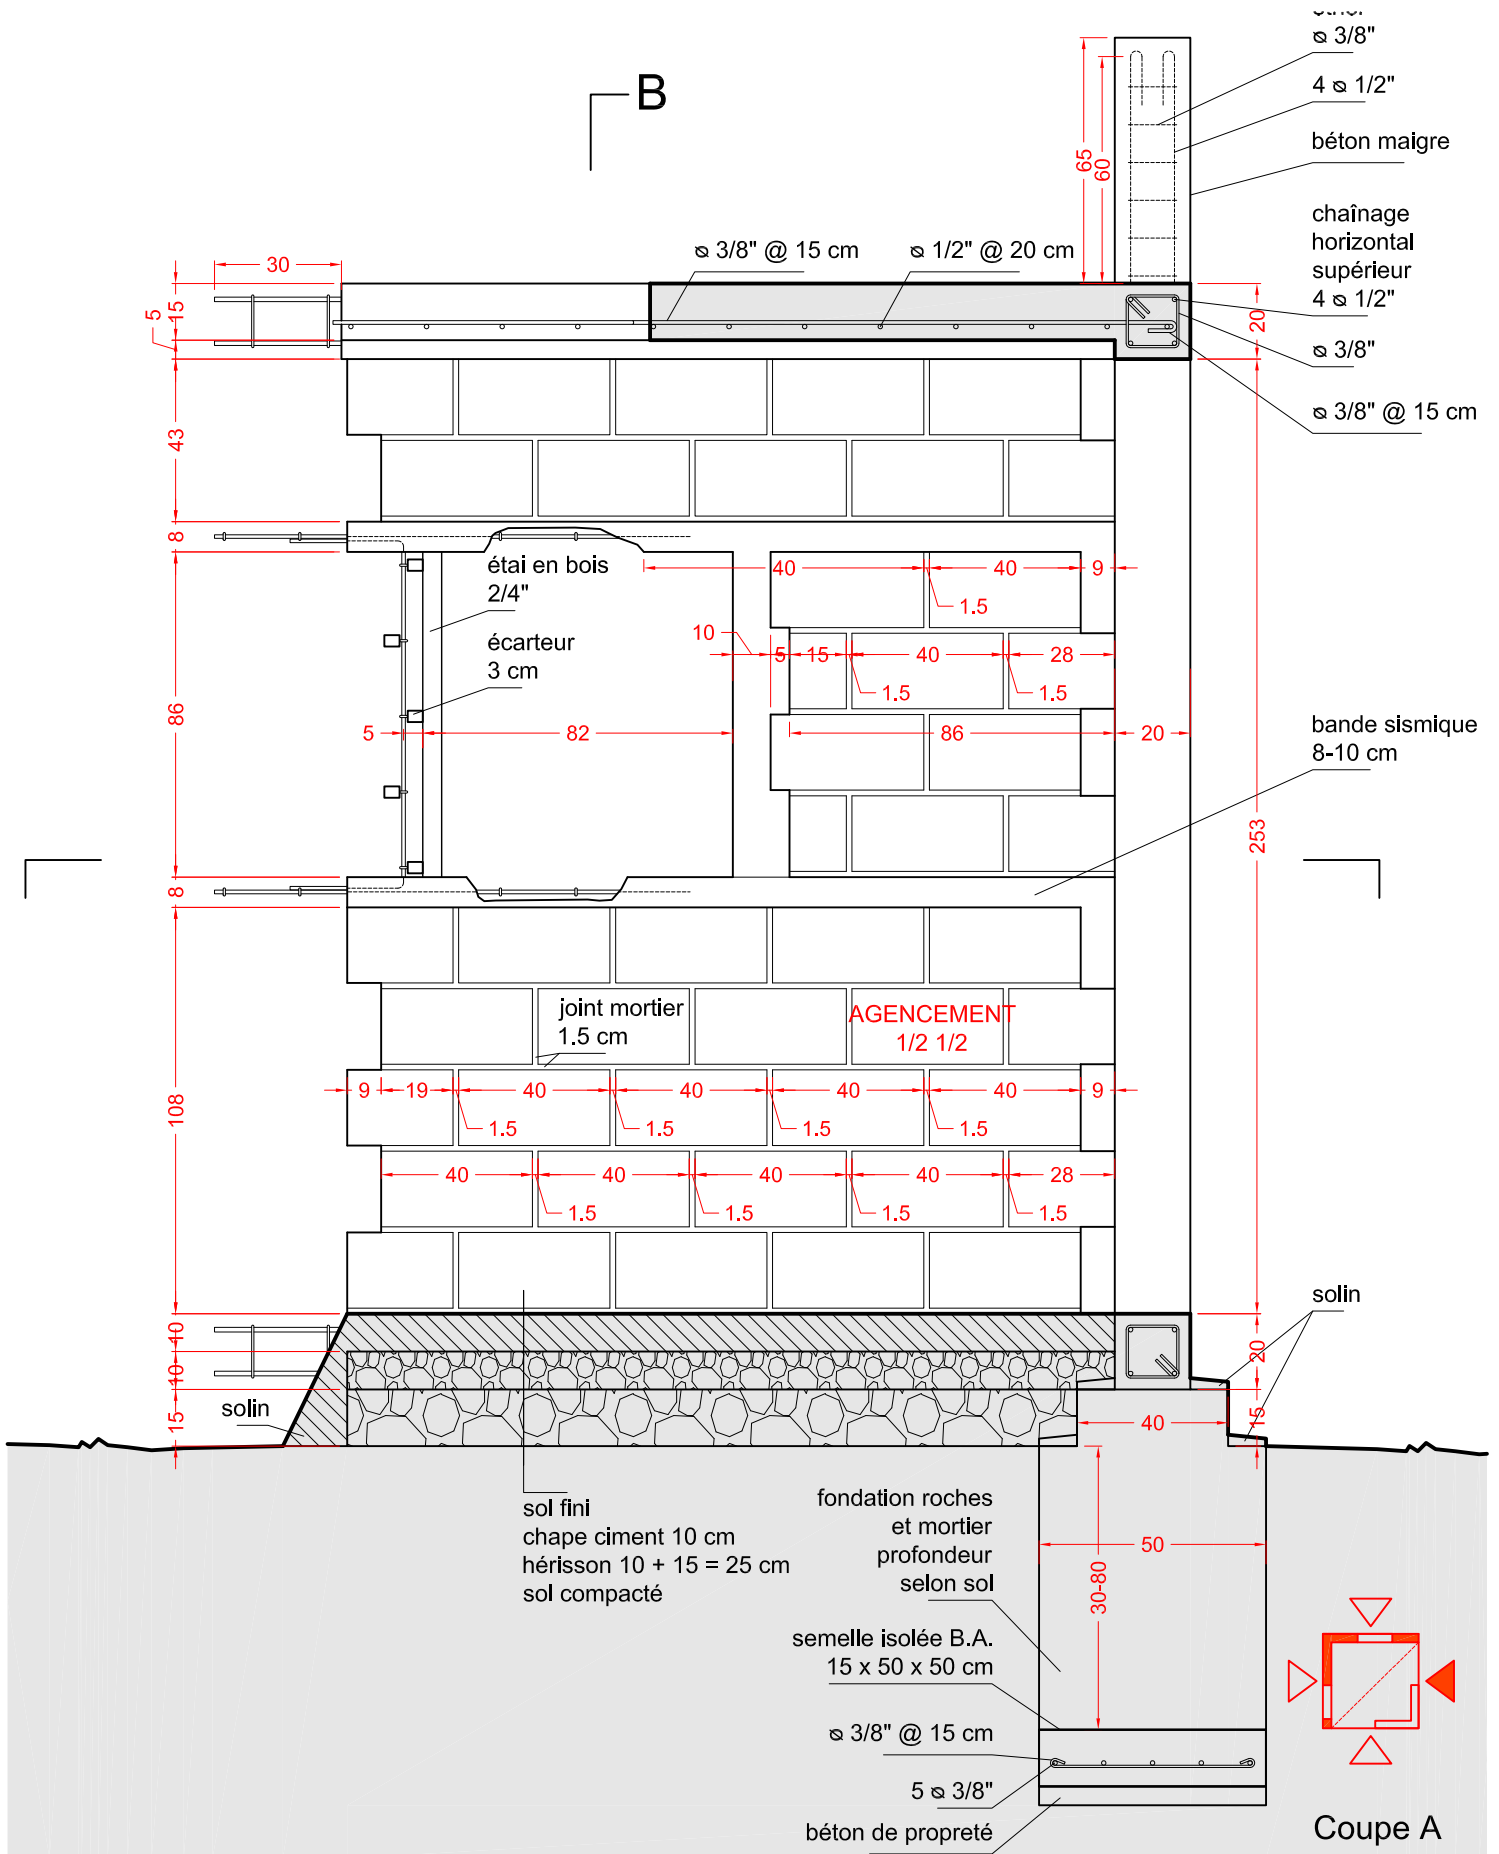 ø 3/8"
4 ø 1/2"
béton maigre
B
65
60
chaînage
horizontal
supérieur
4 ø 1/2"
ø 3/8" @ 15 cm
ø 1/2" @ 20 cm
30
15
5
20
ø 3/8"
ø 3/8" @ 15 cm
43
8
étai en bois
2/4"
40
40
9
1.5
écarteur
3 cm
10
5
15
40
28
1.5
1.5
86
5
82
86
20
bande sismique
8-10 cm
253
8
joint mortier
1.5 cm
AGENCEMENT
1/2 1/2
108
9
19
40
40
40
40
9
1.5
1.5
1.5
1.5
40
40
40
40
28
1.5
1.5
1.5
1.5
solin
10
10
15
20
15
solin
40
sol fini
chape ciment 10 cm
hérisson 10 + 15 = 25 cm
sol compacté
fondation roches
et mortier
profondeur
selon sol
50
30-80
semelle isolée B.A.
15 x 50 x 50 cm
ø 3/8" @ 15 cm
5 ø 3/8"
béton de propreté
Coupe A